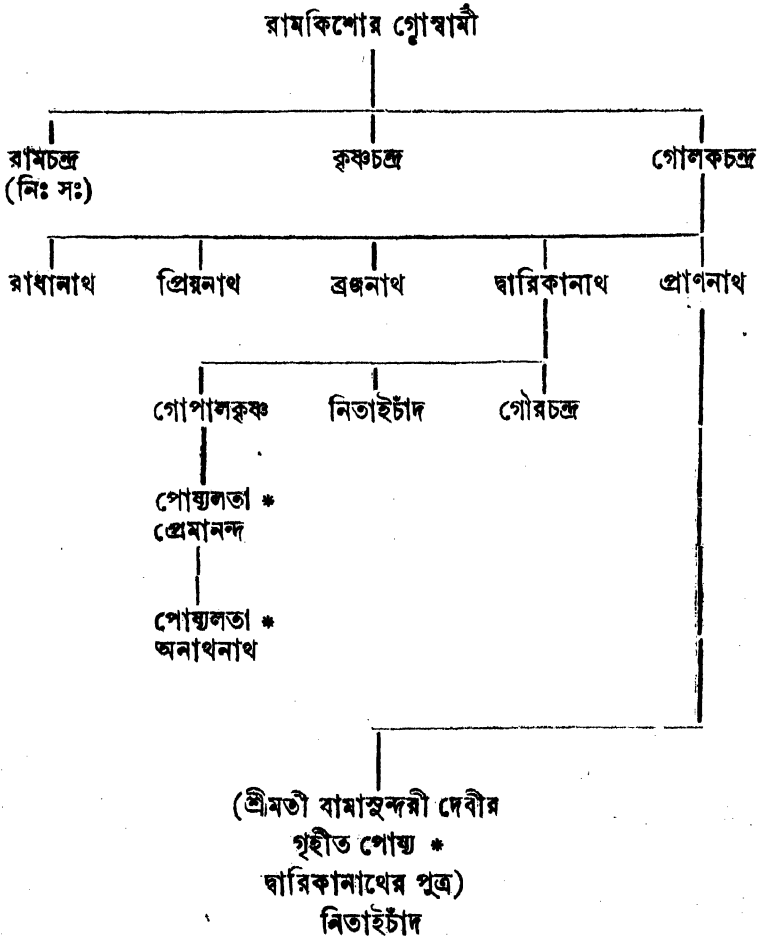 রামকিশোর গোস্বামী
রামচন্দ্র কৃষ্ণচন্দ্র গোলকচন্দ্র
(নিঃ সঃ)
রাধানাথ প্রিয়নাথ ব্রজনাথ দ্বারিকানাথ প্রাণনাথ
গোপালকৃষ্ণ নিতাইচাঁদ গৌরচন্দ্র
পোষ্যলতা *
প্রেমানন্দ
পোষ্যলতা *
অনাথনাথ
(শ্রীমতী বামাসুন্দরী দেবীর
গৃহীত পোষ্য *
দ্বারিকানাথের পুত্র)
নিতাইচাঁদ